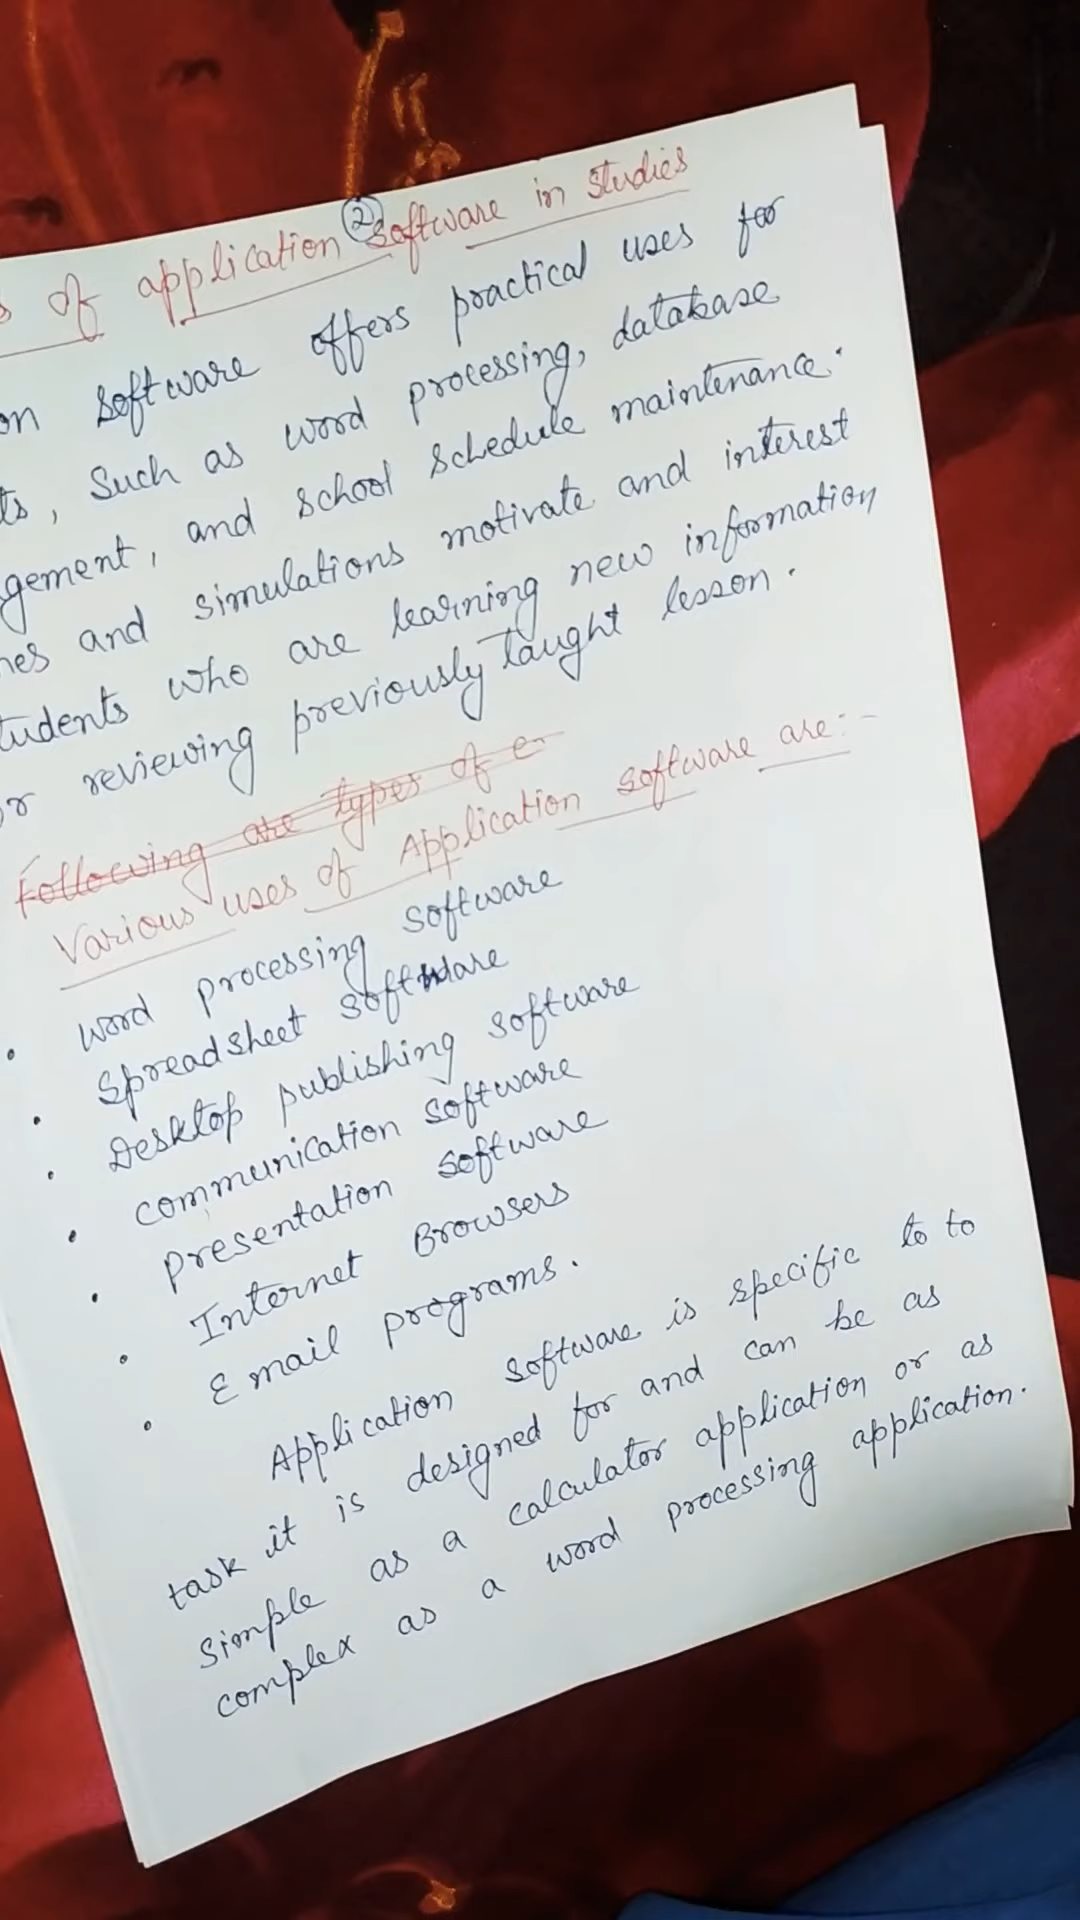 ②
s of application software in studies
on software offers practical uses for
ts, Such as word processing, database
gement, and school schedule maintenance.
nes and simulations motivate and interest
tudents who are learning new information
or reviewing previously taught lesson.
Following are types of e
Various uses of Application software are:-
• word processing software
• Spreadsheet software
• Desktop publishing software
• communication software
• presentation software
• Internet Browsers
• Email programs.
Application software is specific to to
task it is designed for and can be as
simple as a calculator application or as
complex as a word processing application.